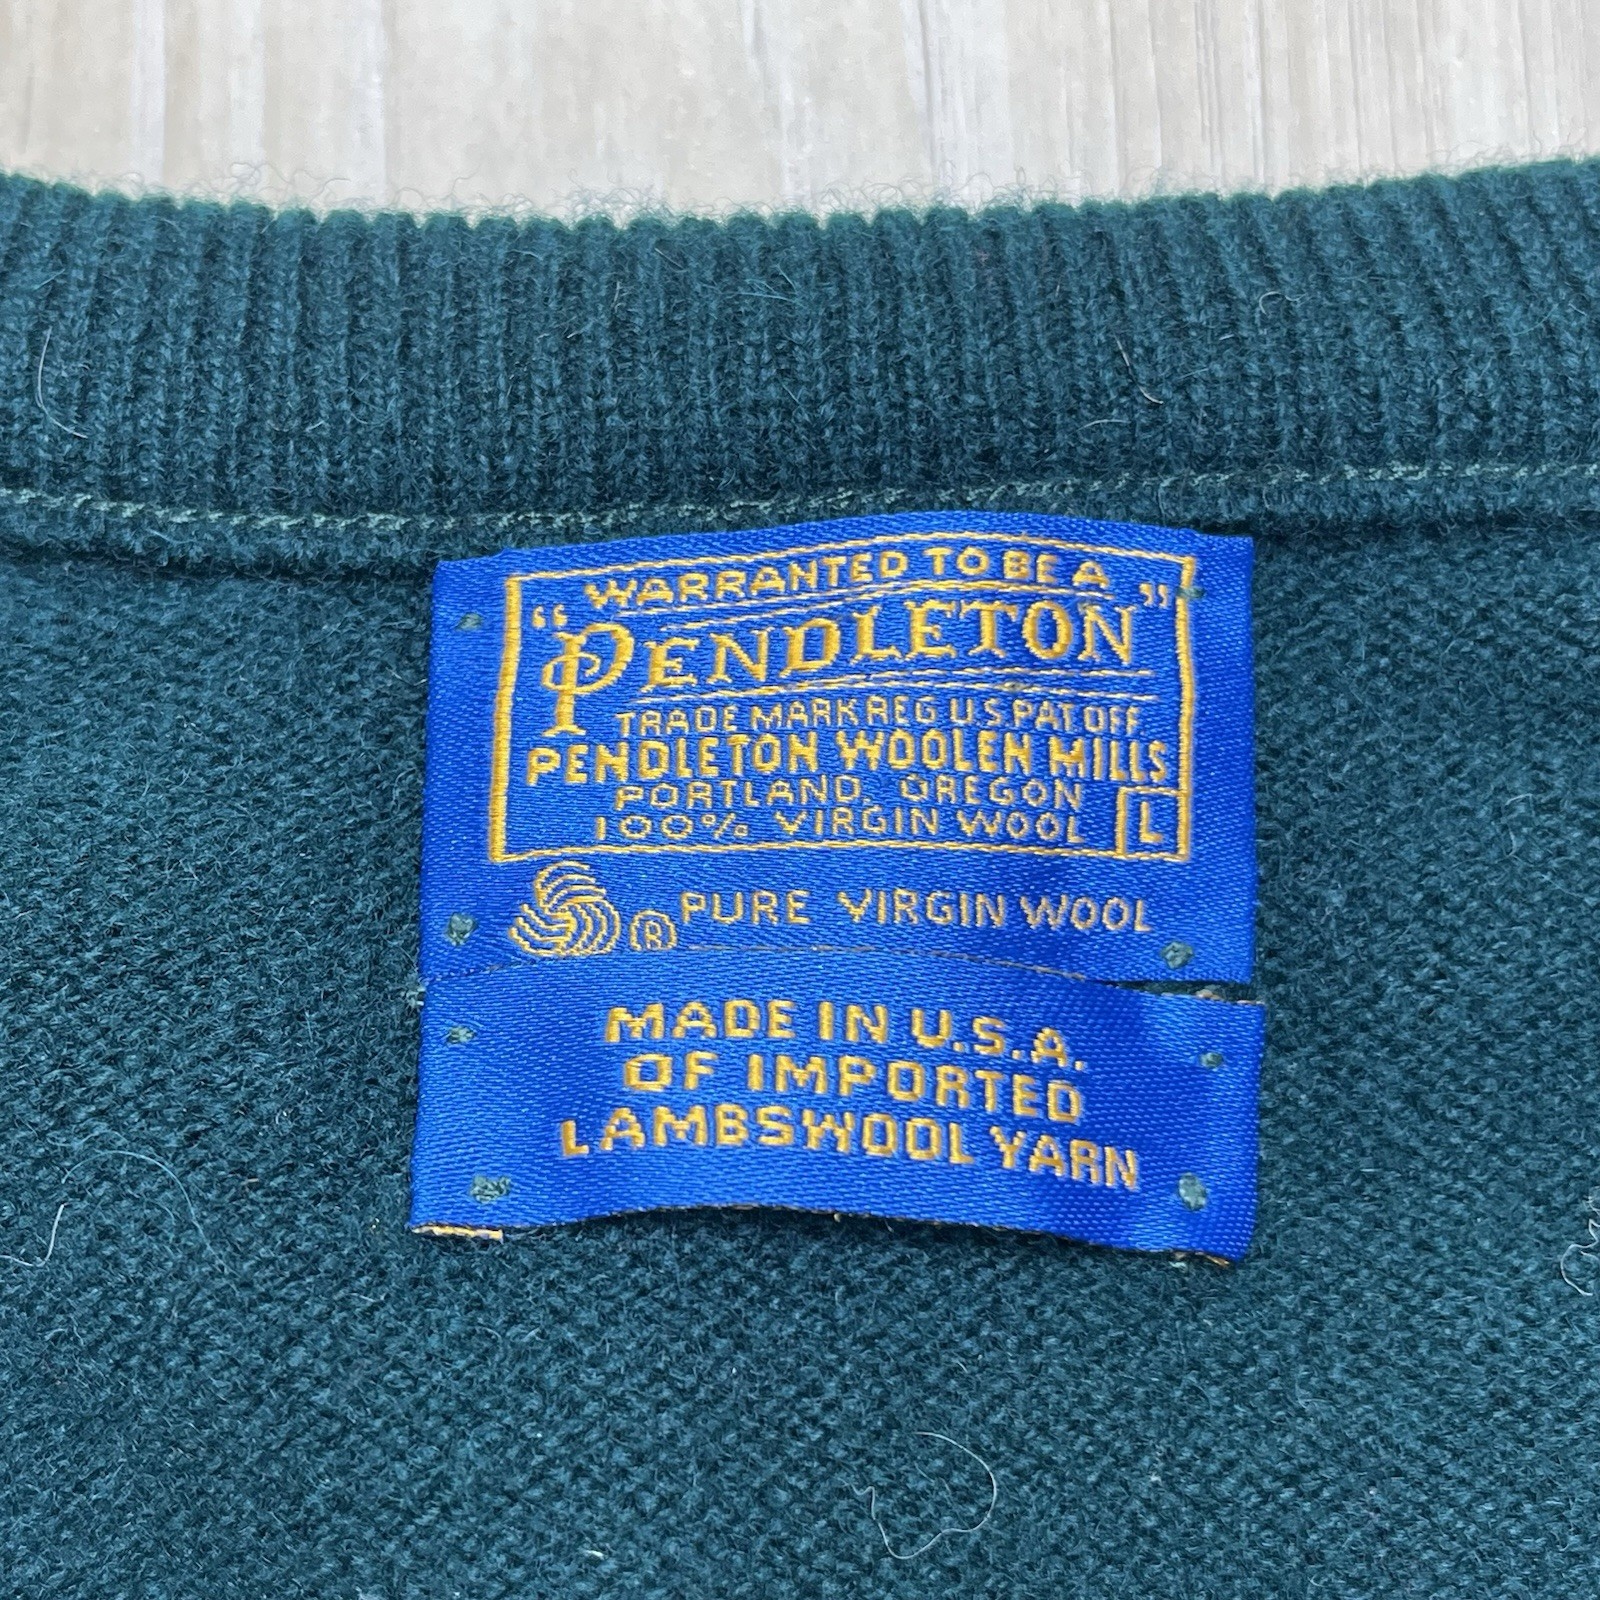 WARRANTED TO BE A
"PENDLETON"
TRADE MARK REG U.S. PAT OFF
PENDLETON WOOLEN MILLS
PORTLAND, OREGON
100% VIRGIN WOOL L
® PURE VIRGIN WOOL
MADE IN U.S.A.
OF IMPORTED
LAMBSWOOL YARN